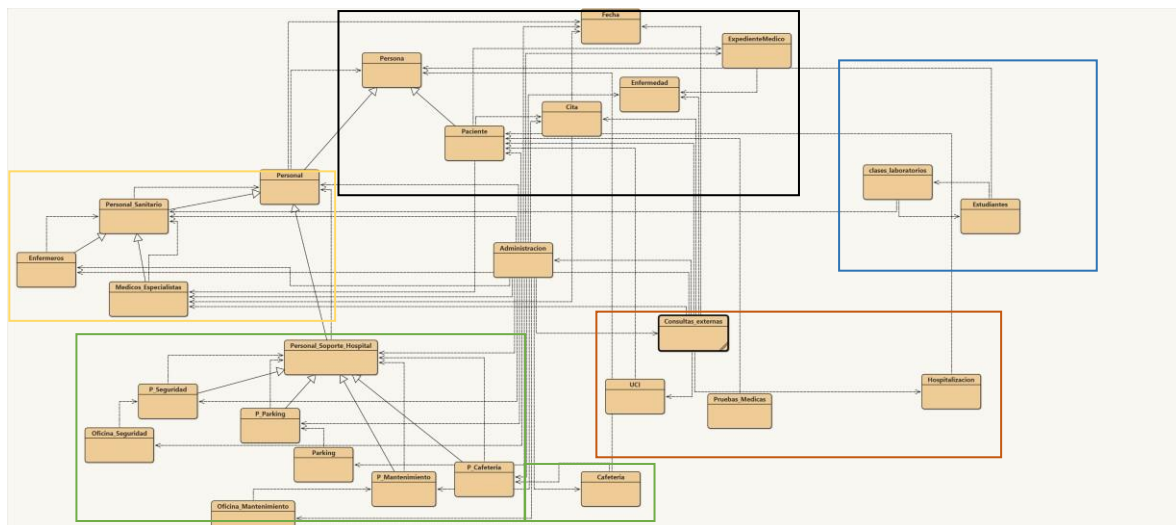 Fecha
ExpedienteMedico
Persona
Enfermedad
Cita
Paciente
clases_laboratorios
Personal
Personal_Sanitario
Estudiantes
Administracion
Enfermeros
Medicos_Especialistas
Consultas_externas
Personal_Soporte_Hospital
UCI
Hospitalizacion
P_Seguridad
Pruebas_Medicas
P_Parking
Oficina_Seguridad
Parking
P_Cafeteria
P_Mantenimiento
Cafeteria
Oficina_Mantenimiento